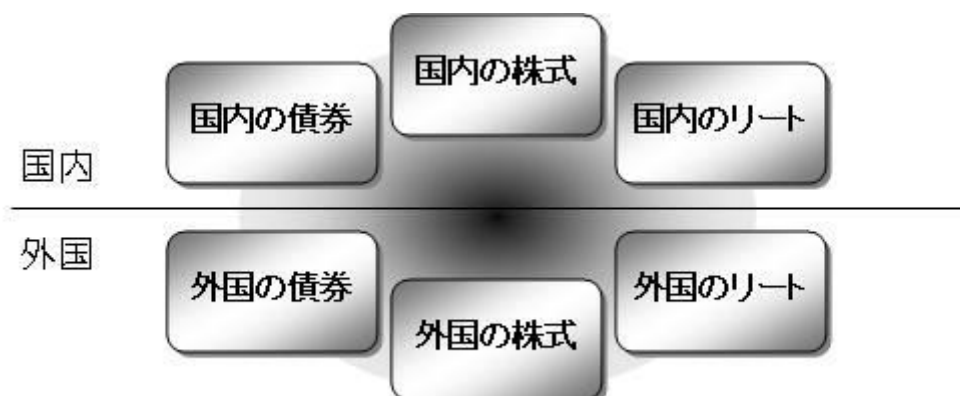 国内の株式
国内の債券
国内のリート
国内
外国
外国の債券
外国のリート
外国の株式